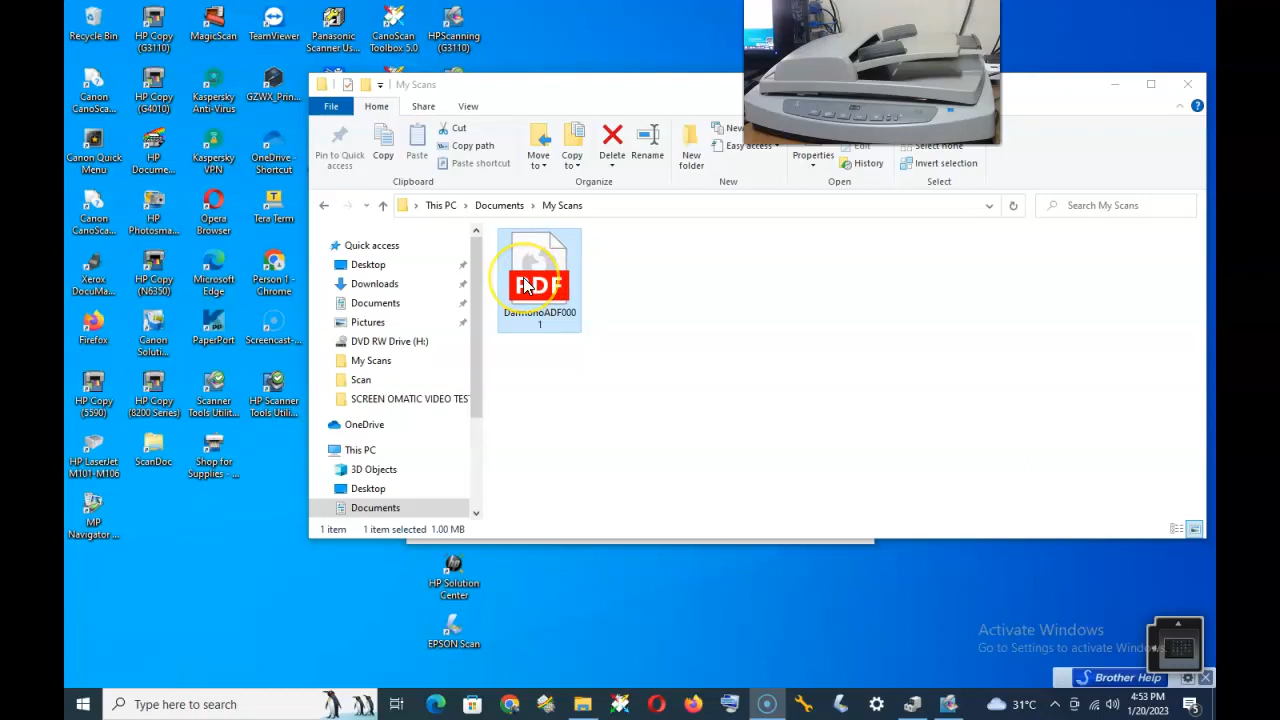 Recycle Bin
HP Copy
(G3110)
MagicScan
TeamViewer
Panasonic
Scanner Us...
CanoScan
Toolbox 5.0
HPScanning
(G3110)
Canon
CanoSca...
HP Copy
(G4010)
Kaspersky
Anti-Virus
GZWX_Prin...
Canon Quick
Menu
HP
Docume...
Kaspersky
VPN
OneDrive -
Shortcut
Canon
CanoSca...
HP
Photosma...
Opera
Browser
Tera Term
Xerox
DocuMa...
HP Copy
(N6350)
Microsoft
Edge
Person 1 -
Chrome
Firefox
Canon
Soluti...
PaperPort
Screencast-...
HP Copy
(5590)
HP Copy
(8200 Series)
Scanner
Tools Utilit...
HP Scanner
Tools Utili...
HP LaserJet
M101-M106
ScanDoc
Shop for
Supplies - ...
MP
Navigator ...
HP Solution
Center
EPSON Scan
My Scans
File
Home
Share
View
Pin to Quick
access
Copy
Paste
Cut
Copy path
Paste shortcut
Clipboard
Move
to
Copy
to
Delete
Rename
Organize
New
folder
New
Easy access
New
Properties
Edit
History
Open
Select none
Invert selection
Select
This PC
Documents
My Scans
Search My Scans
Quick access
Desktop
Downloads
Documents
Pictures
DVD RW Drive (H:)
My Scans
Scan
SCREEN OMATIC VIDEO TES
OneDrive
This PC
3D Objects
Desktop
Documents
PDF
1
1 item
1 item selected
1.00 MB
Activate Windows
Go to Settings to activate Windows.
Brother Help
Type here to search
31°C
4:53 PM
1/20/2023
5